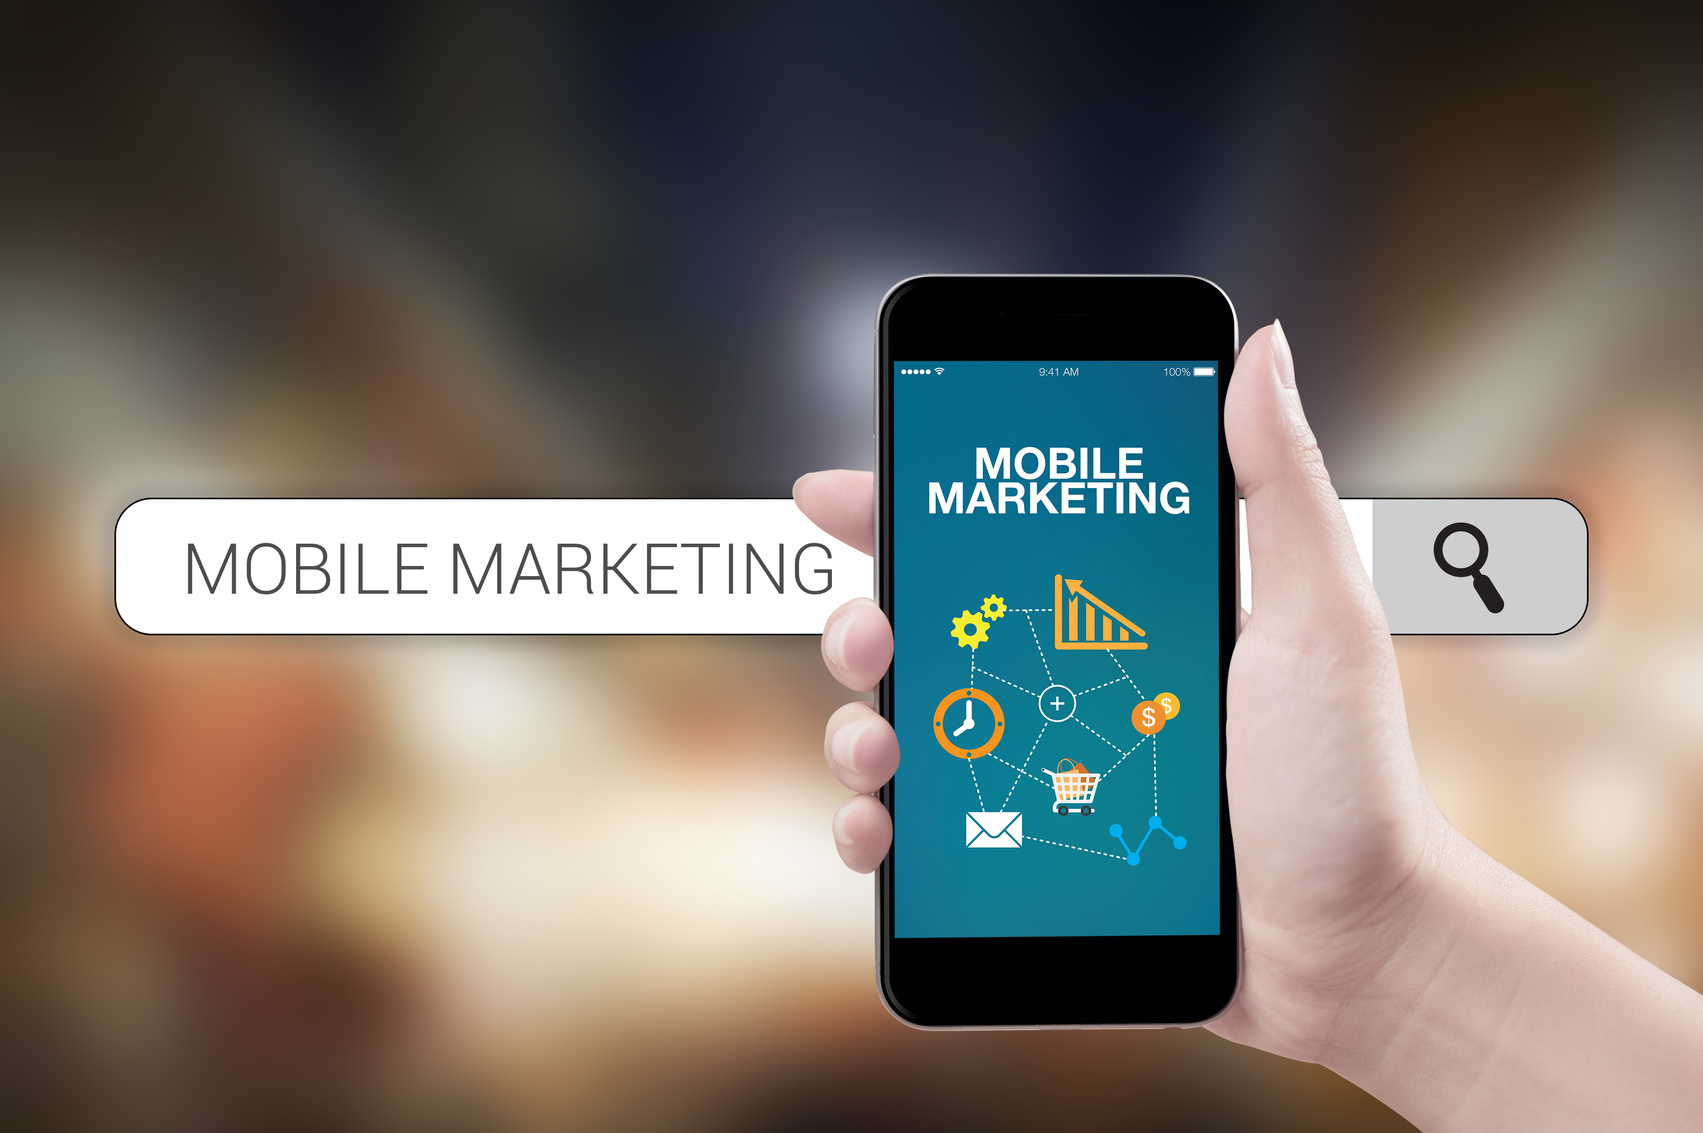 9:41 AM
100%
MOBILE
MARKETING
MOBILE MARKETING
$
$